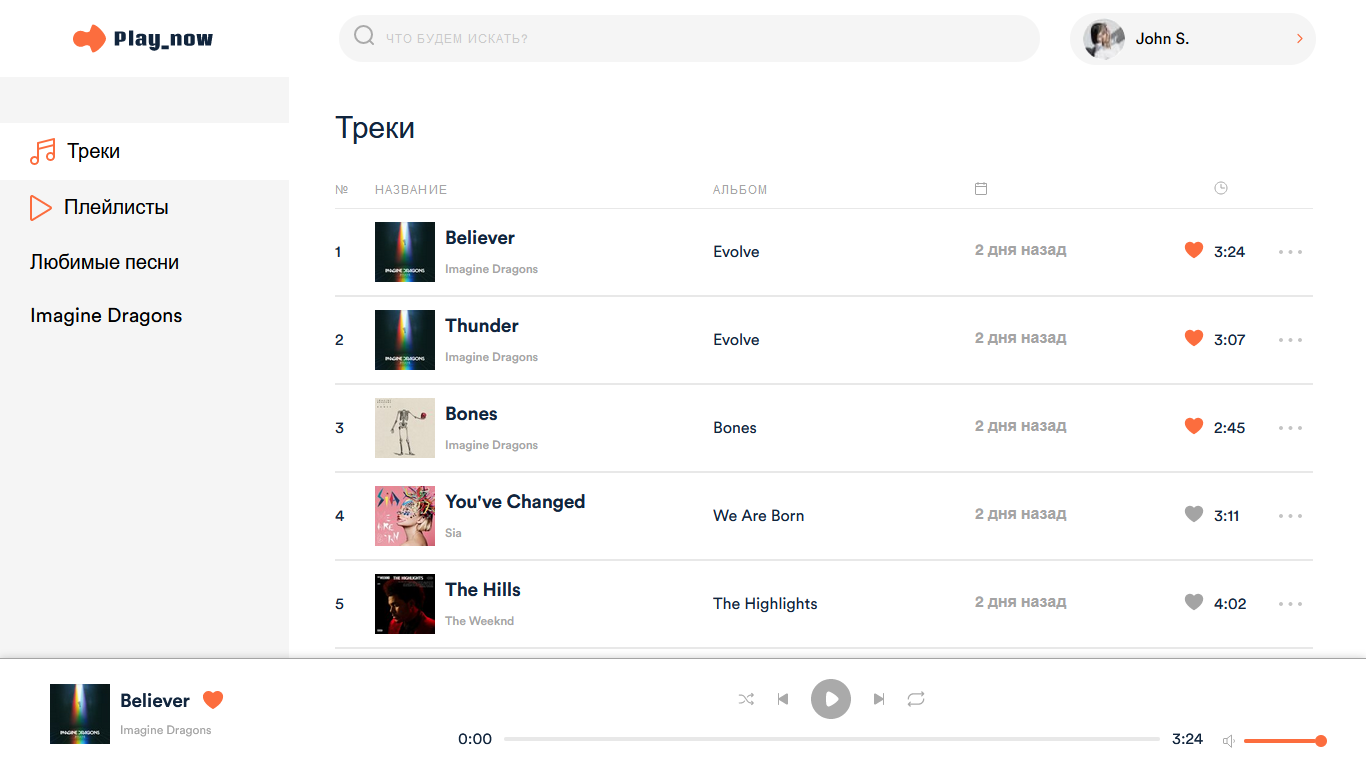 Play_now
ЧТО БУДЕМ ИСКАТЬ?
John S.
Треки
Плейлисты
Любимые песни
Imagine Dragons
Треки
№ НАЗВАНИЕ АЛЬБОМ
1 Believer Evolve 2 дня назад 3:24
Imagine Dragons
2 Thunder Evolve 2 дня назад 3:07
Imagine Dragons
3 Bones Bones 2 дня назад 2:45
Imagine Dragons
4 You've Changed We Are Born 2 дня назад 3:11
Sia
5 The Hills The Highlights 2 дня назад 4:02
The Weeknd
Believer
Imagine Dragons
0:00 3:24